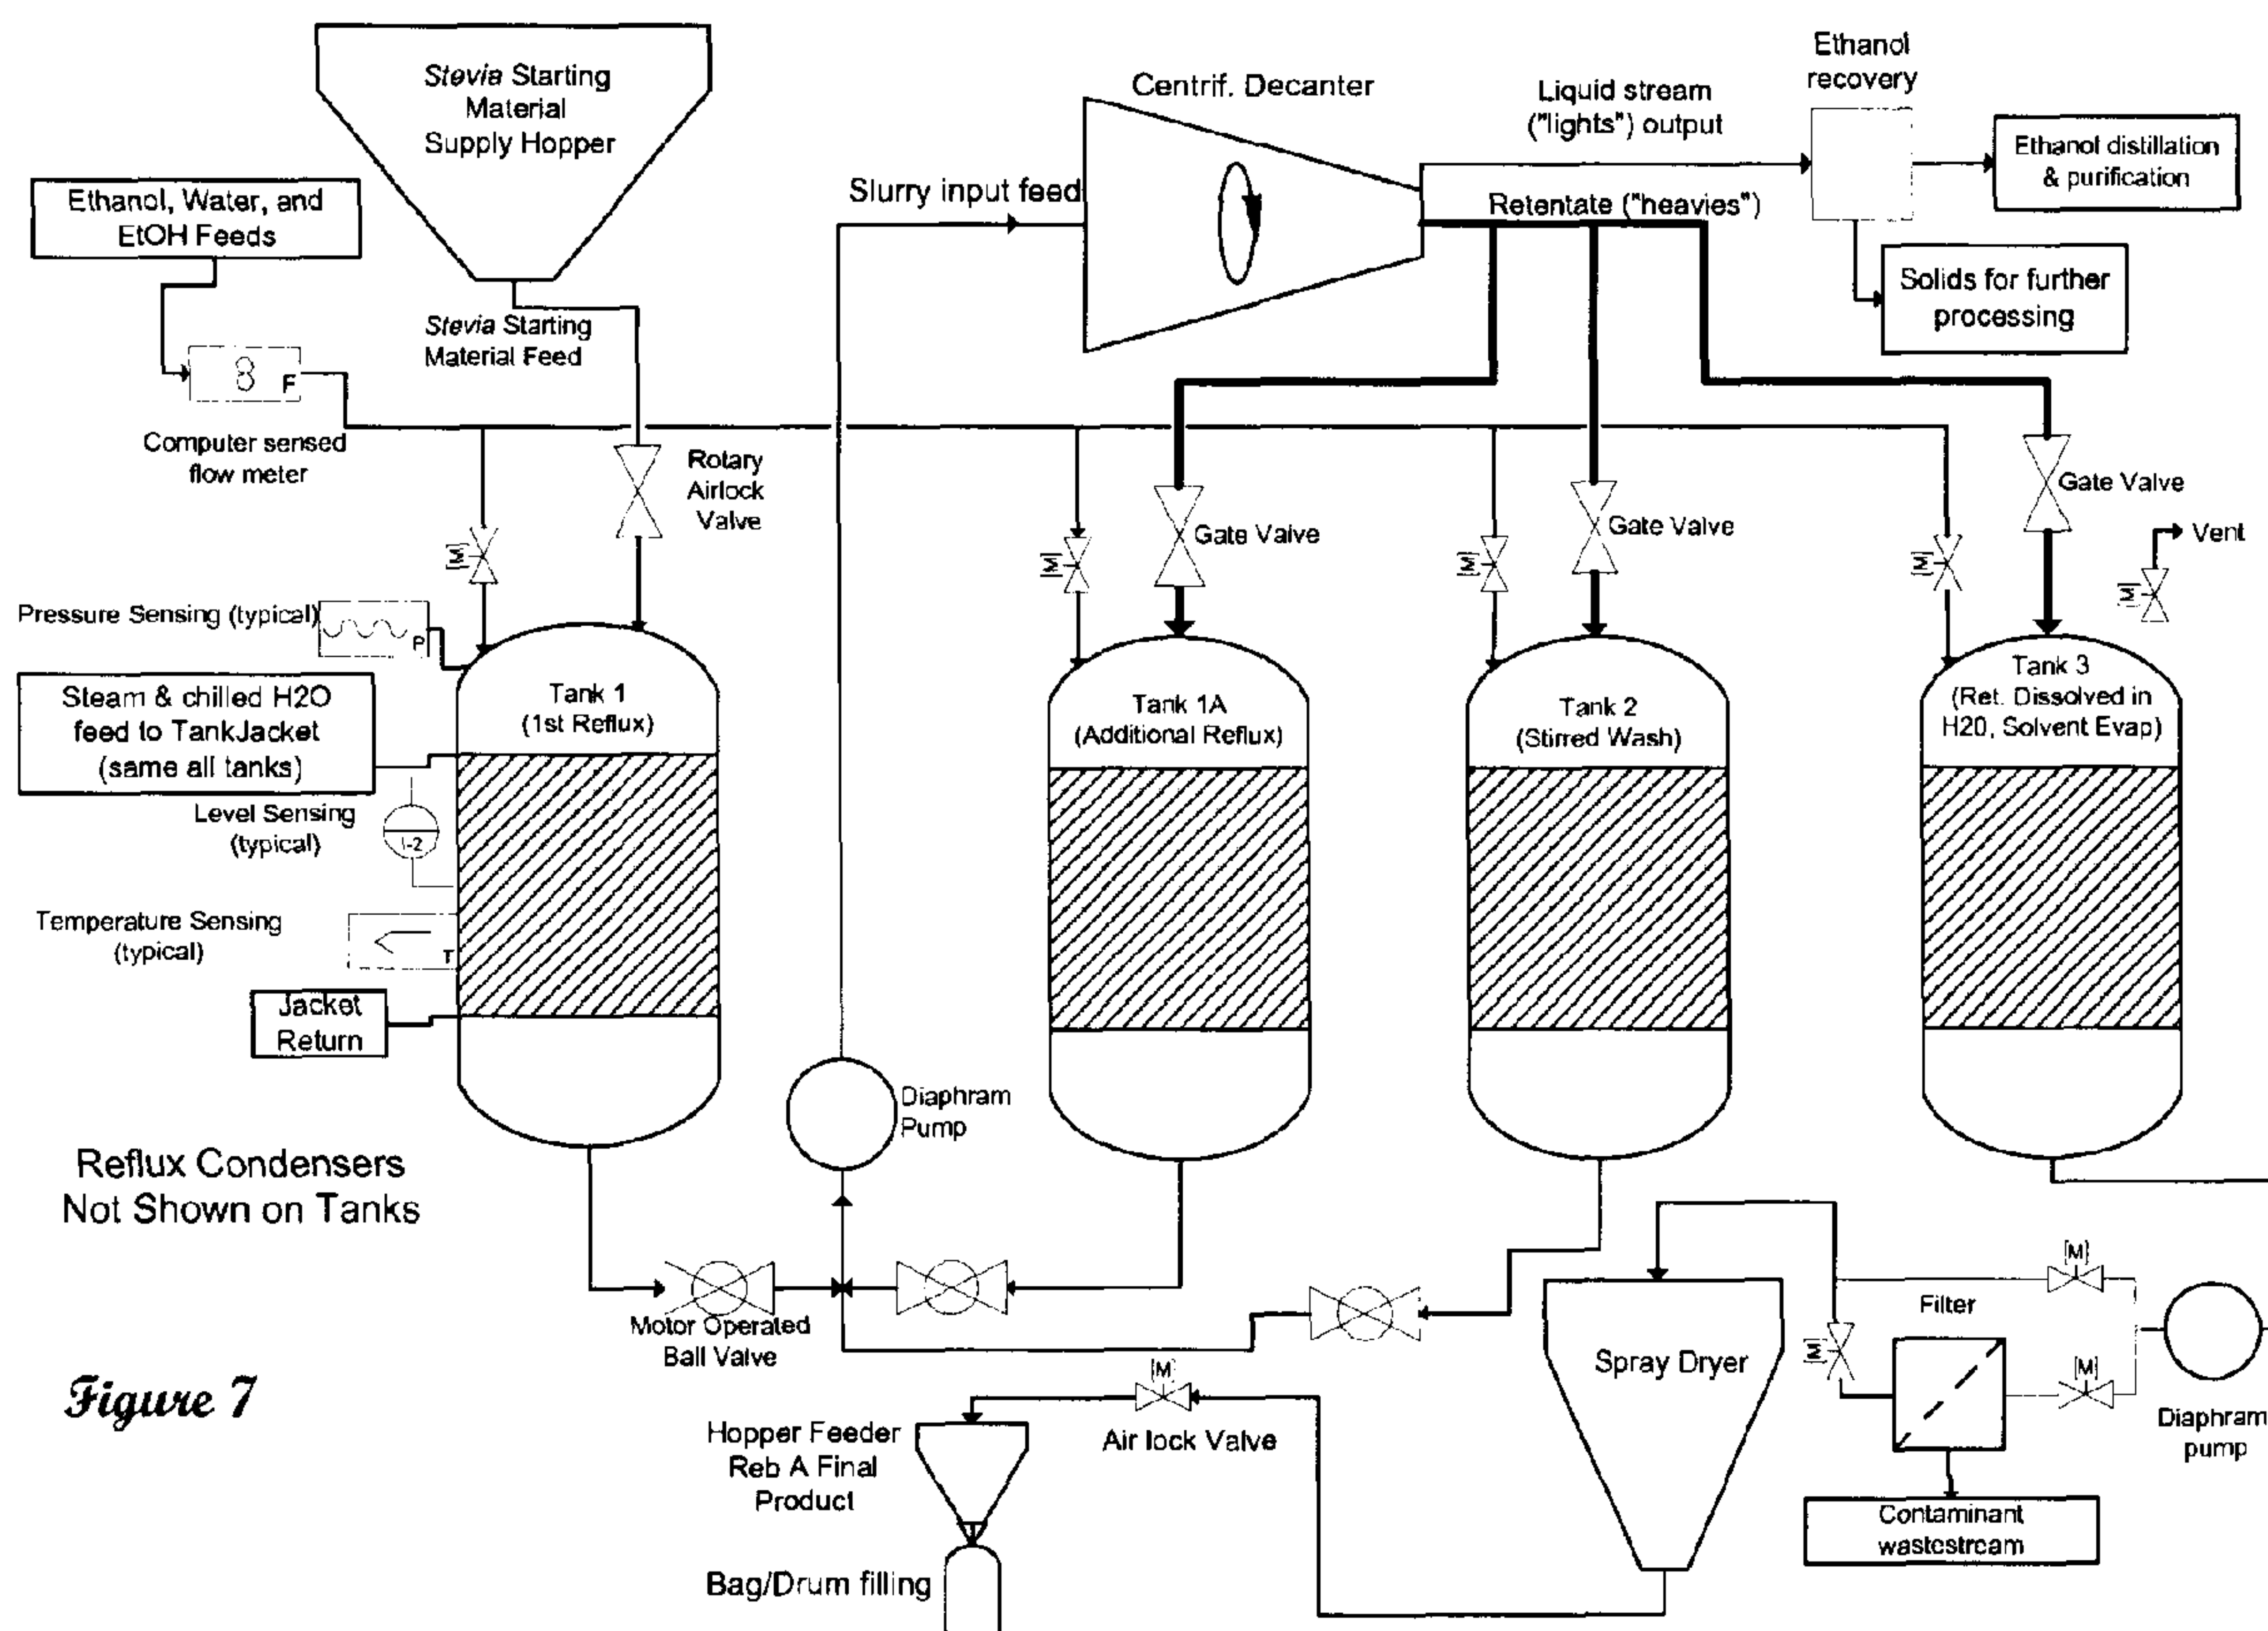 Stevia Starting
Material
Supply Hopper
Centrif. Decanter
Liquid stream
("lights") output
Ethanol
recovery
Ethanol distillation
& purification
Ethanol, Water, and
EtOH Feeds
Slurry input feed
Retentate ("heavies")
Solids for further
processing
Stevia Starting
Material Feed
8
F
Computer sensed
flow meter
Rotary
Airlock
Valve
[M]
[M]
Gate Valve
[M]
Gate Valve
[M]
Gate Valve
[M]
Vent
Pressure Sensing (typical)
P
Steam & chilled H2O
feed to TankJacket
(same all tanks)
Tank 1
(1st Reflux)
Tank 1A
(Additional Reflux)
Tank 2
(Stirred Wash)
Tank 3
(Ret. Dissolved in
H20, Solvent Evap)
Level Sensing
(typical)
Temperature Sensing
(typical)
T
Jacket
Return
Diaphram
Pump
Reflux Condensers
Not Shown on Tanks
Motor Operated
Ball Valve
[M]
Filter
[M]
[M]
Diaphram
pump
Spray Dryer
[M]
Air lock Valve
Hopper Feeder
Reb A Final
Product
Contaminant
wastestream
Bag/Drum filling
Figure 7